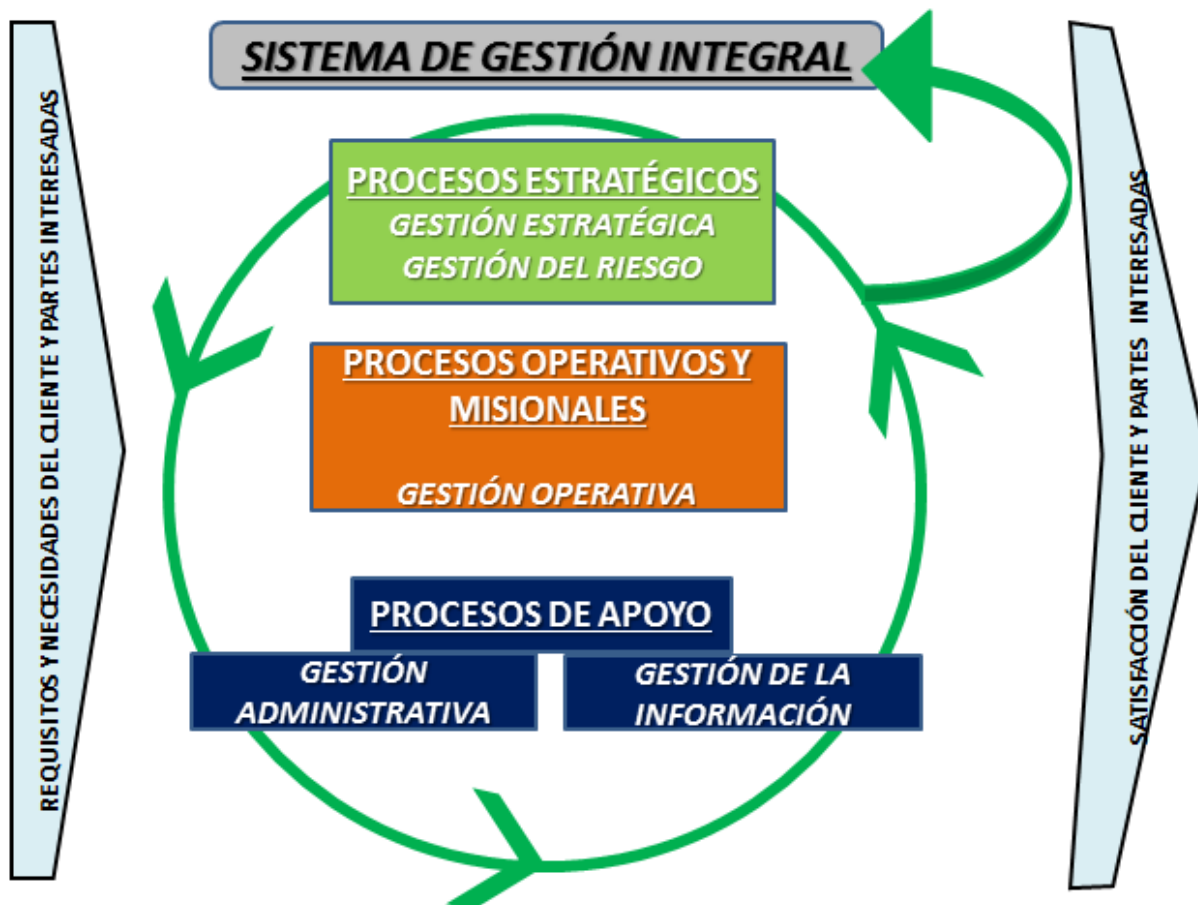 SISTEMA DE GESTIÓN INTEGRAL
REQUISITOS Y NECESIDADES DEL CLIENTE Y PARTES INTERESADAS
PROCESOS ESTRATÉGICOS
GESTIÓN ESTRATÉGICA
GESTIÓN DEL RIESGO
PROCESOS OPERATIVOS Y
MISIONALES
GESTIÓN OPERATIVA
PROCESOS DE APOYO
GESTIÓN
ADMINISTRATIVA
GESTIÓN DE LA
INFORMACIÓN
SATISFACCIÓN DEL CLIENTE Y PARTES INTERESADAS